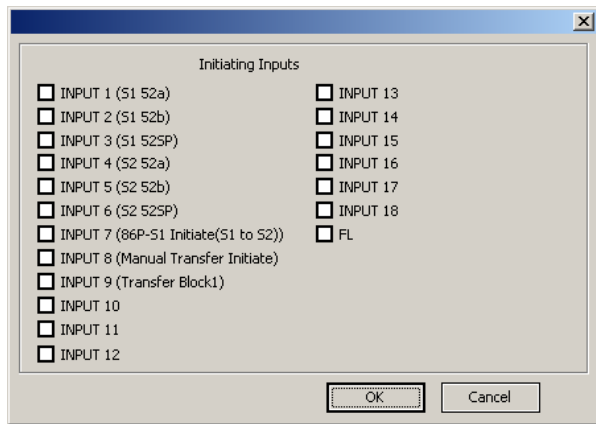 Initiating Inputs
INPUT 1 (S1 52a)
INPUT 2 (S1 52b)
INPUT 3 (S1 52SP)
INPUT 4 (S2 52a)
INPUT 5 (S2 52b)
INPUT 6 (S2 52SP)
INPUT 7 (86P-S1 Initiate(S1 to S2))
INPUT 8 (Manual Transfer Initiate)
INPUT 9 (Transfer Block1)
INPUT 10
INPUT 11
INPUT 12
INPUT 13
INPUT 14
INPUT 15
INPUT 16
INPUT 17
INPUT 18
FL
OK
Cancel